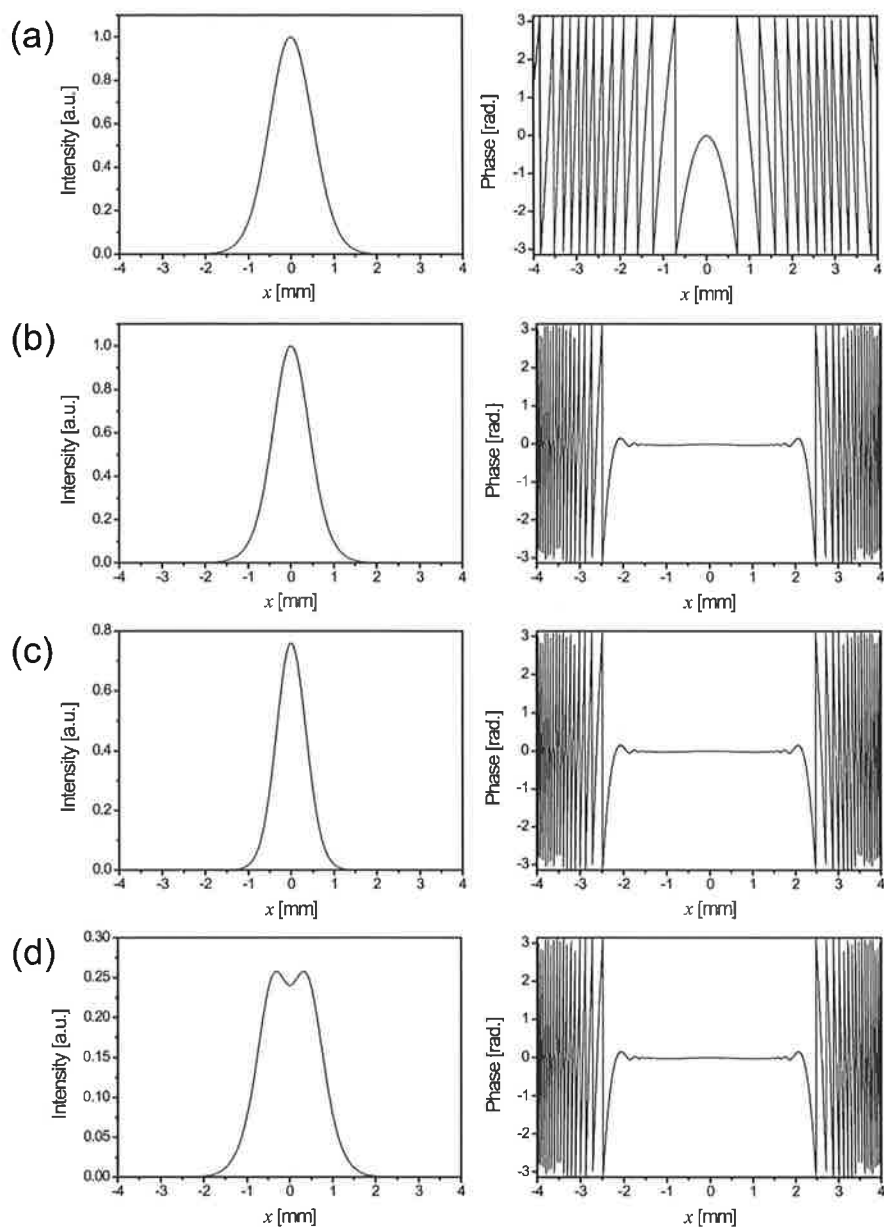 (a)
Intensity [a.u.]
1.0
0.8
0.6
0.4
0.2
0.0
-4 -3 -2 -1 0 1 2 3 4
x [mm]
Phase [rad.]
3
2
1
0
-1
-2
-3
-4 -3 -2 -1 0 1 2 3 4
x [mm]
(b)
Intensity [a.u.]
1.0
0.8
0.6
0.4
0.2
0.0
-4 -3 -2 -1 0 1 2 3 4
x [mm]
Phase [rad.]
3
2
1
0
-1
-2
-3
-4 -3 -2 -1 0 1 2 3 4
x [mm]
(c)
Intensity [a.u.]
0.8
0.6
0.4
0.2
0.0
-4 -3 -2 -1 0 1 2 3 4
x [mm]
Phase [rad.]
3
2
1
0
-1
-2
-3
-4 -3 -2 -1 0 1 2 3 4
x [mm]
(d)
Intensity [a.u.]
0.30
0.25
0.20
0.15
0.10
0.05
0.00
-4 -3 -2 -1 0 1 2 3 4
x [mm]
Phase [rad.]
3
2
1
0
-1
-2
-3
-4 -3 -2 -1 0 1 2 3 4
x [mm]